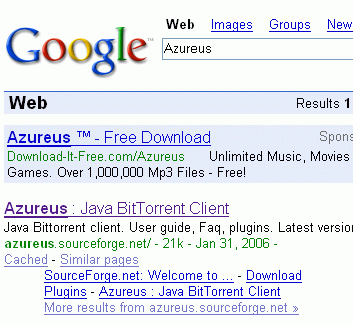 Web Images Groups New
Google™
Azureus
Web Results 1
Azureus ™ - Free Download Spons
Download-It-Free.com/Azureus Unlimited Music, Movies
Games. Over 1,000,000 Mp3 Files - Free!
Azureus : Java BitTorrent Client
Java Bittorrent client. User guide, Faq, plugins. Latest version
azureus.sourceforge.net/ - 21k - Jan 31, 2006 -
Cached - Similar pages
SourceForge.net: Welcome to ... - Download
Plugins - Azureus : Java BitTorrent Client
More results from azureus.sourceforge.net »